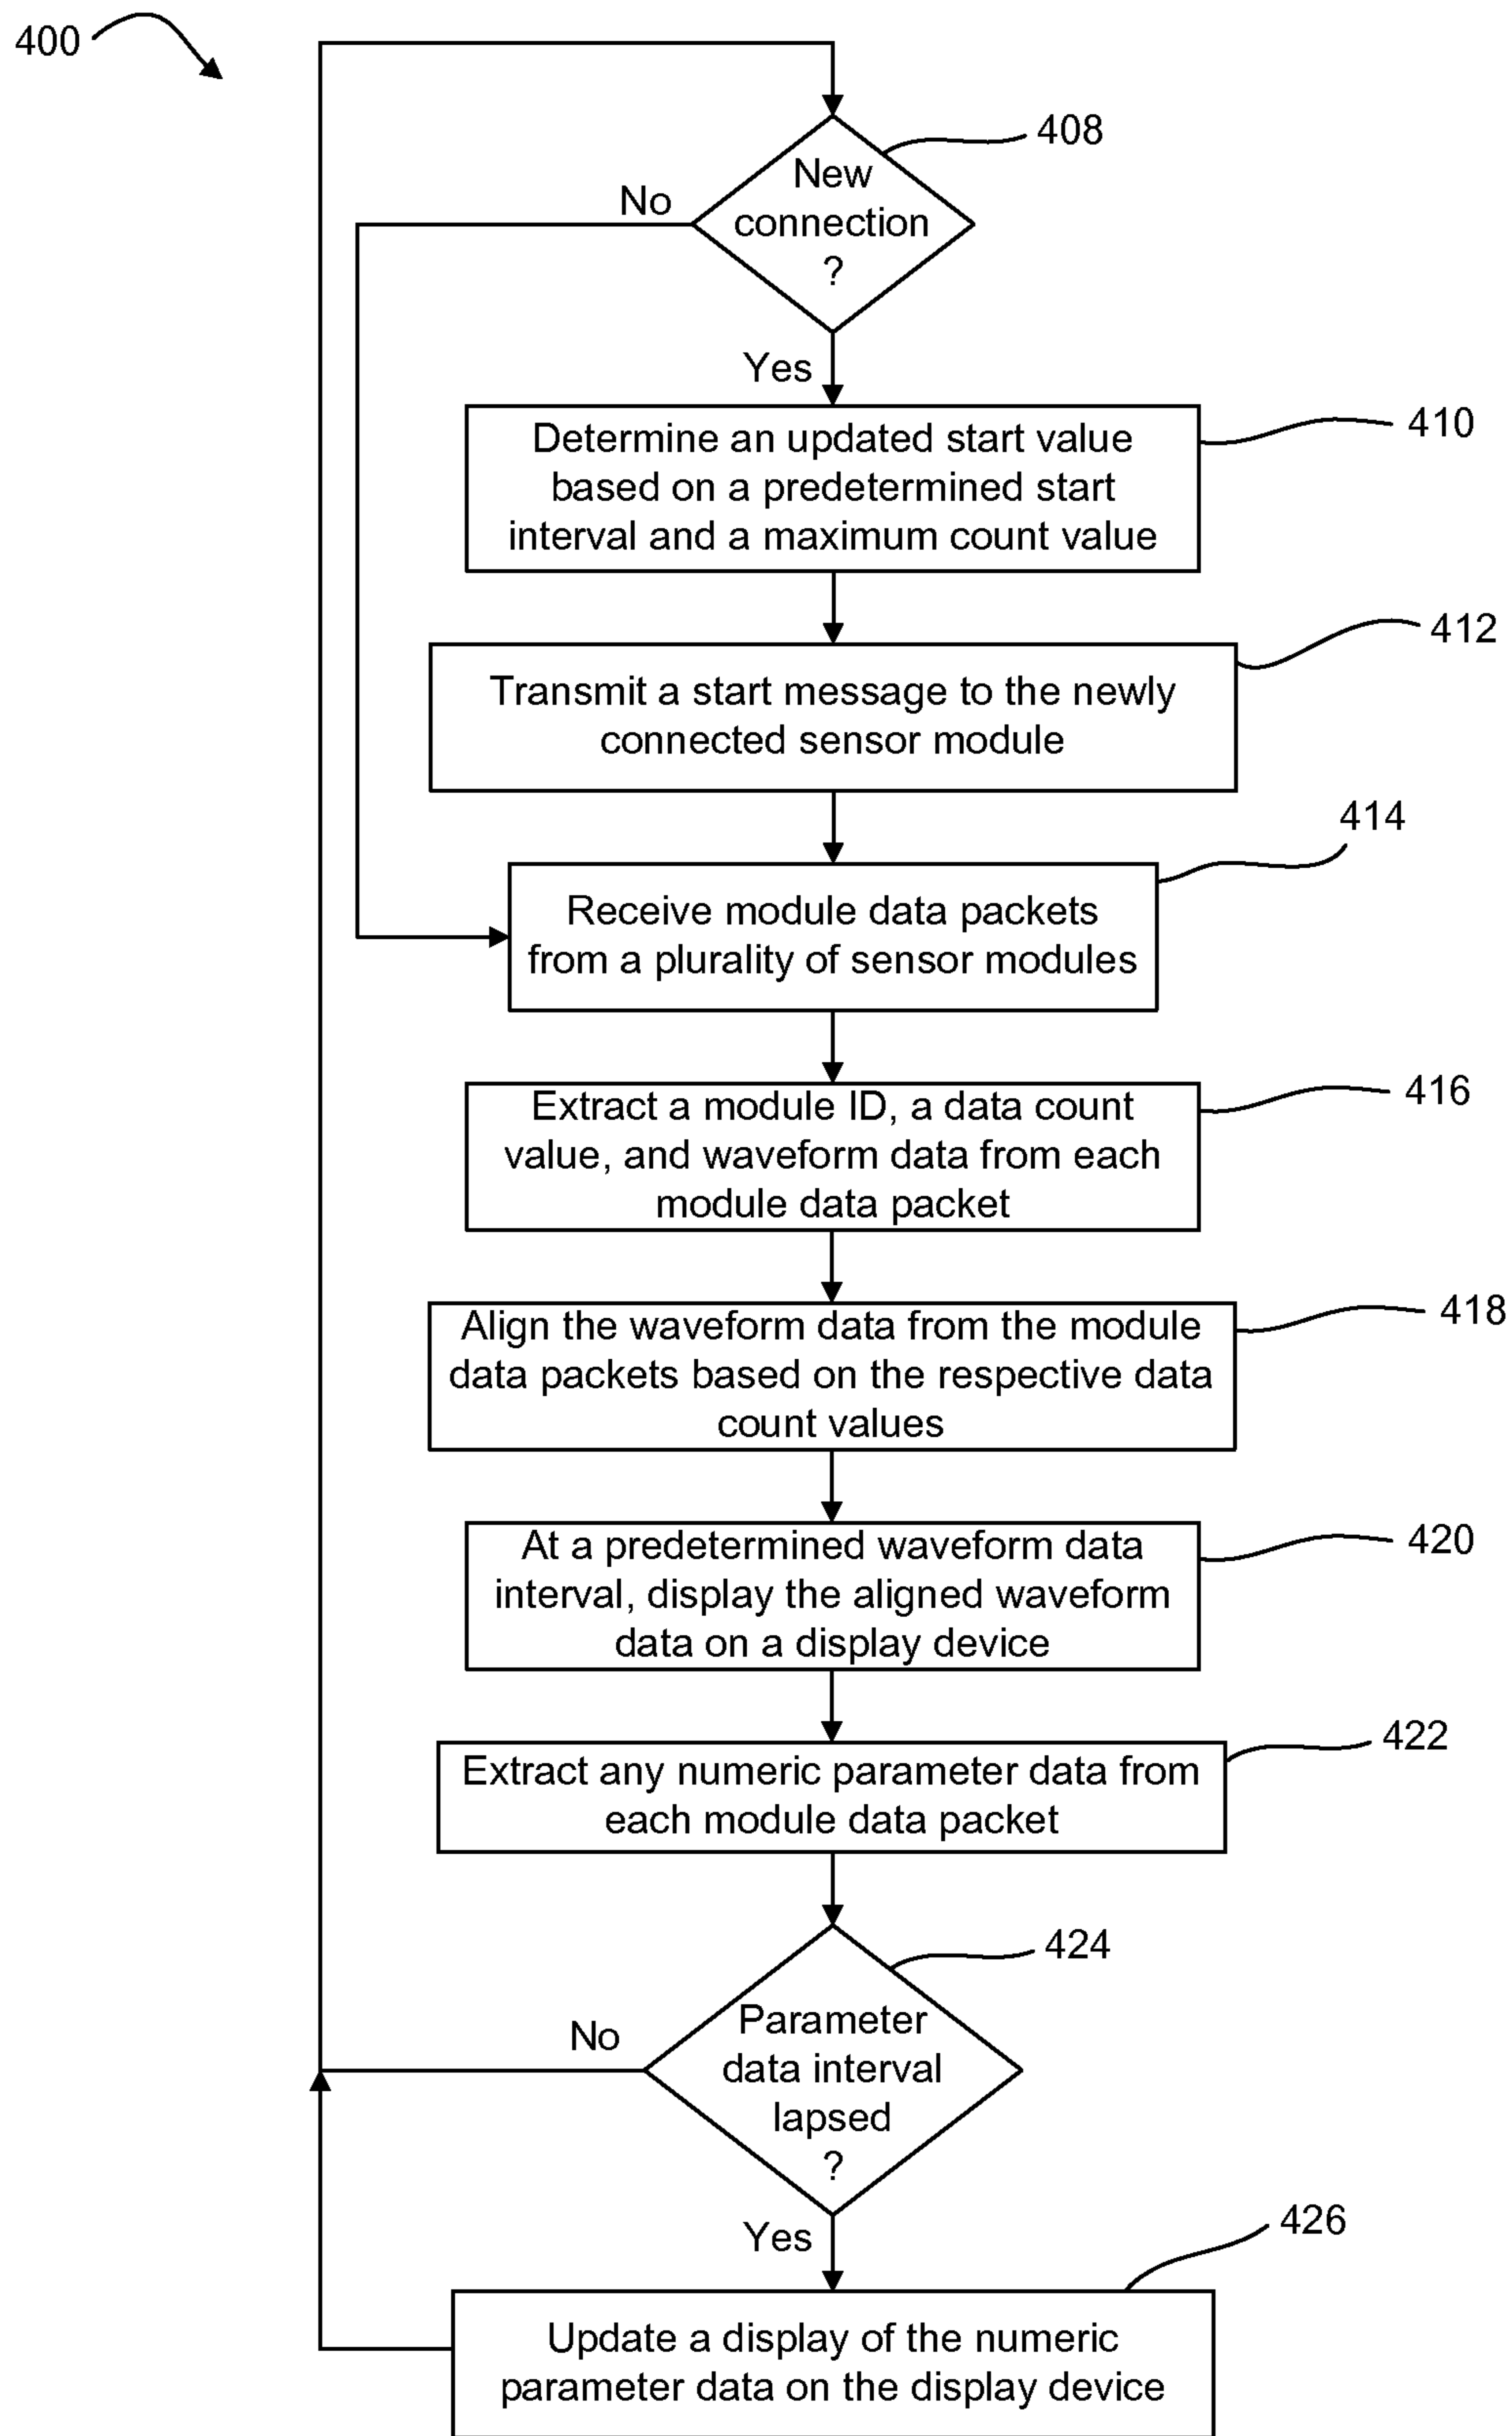 400
408
New
connection
?
No
Yes
410
Determine an updated start value
based on a predetermined start
interval and a maximum count value
412
Transmit a start message to the newly
connected sensor module
414
Receive module data packets
from a plurality of sensor modules
416
Extract a module ID, a data count
value, and waveform data from each
module data packet
418
Align the waveform data from the module
data packets based on the respective data
count values
420
At a predetermined waveform data
interval, display the aligned waveform
data on a display device
422
Extract any numeric parameter data from
each module data packet
424
Parameter
data interval
lapsed
?
No
Yes
426
Update a display of the numeric
parameter data on the display device